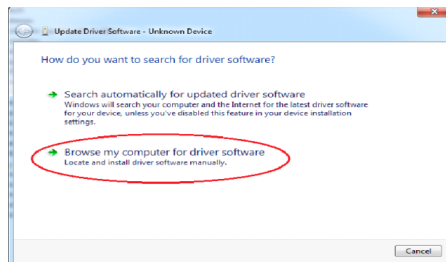 Update Driver Software - Unknown Device
How do you want to search for driver software?
Search automatically for updated driver software
Windows will search your computer and the Internet for the latest driver software
for your device, unless you've disabled this feature in your device installation
settings.
Browse my computer for driver software
Locate and install driver software manually.
Cancel